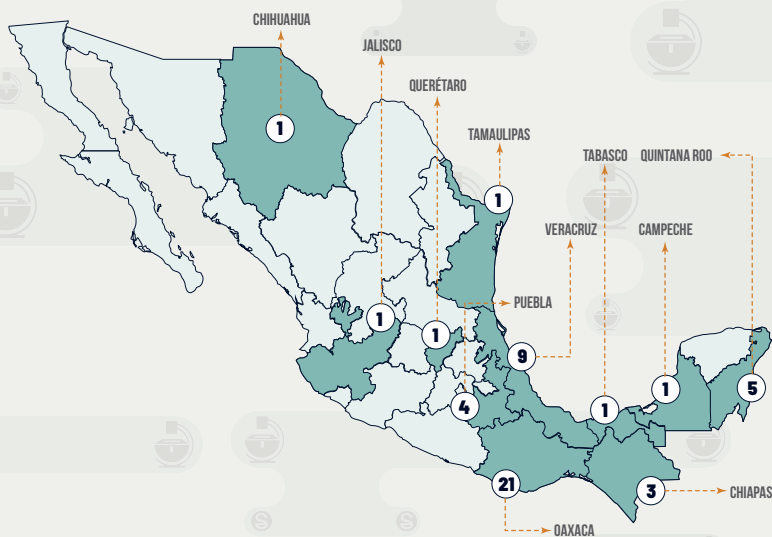 CHIHUAHUA
JALISCO
QUERÉTARO
TAMAULIPAS
TABASCO
QUINTANA ROO
VERACRUZ
CAMPECHE
PUEBLA
CHIAPAS
OAXACA
1
1
1
1
9
4
1
1
5
21
3